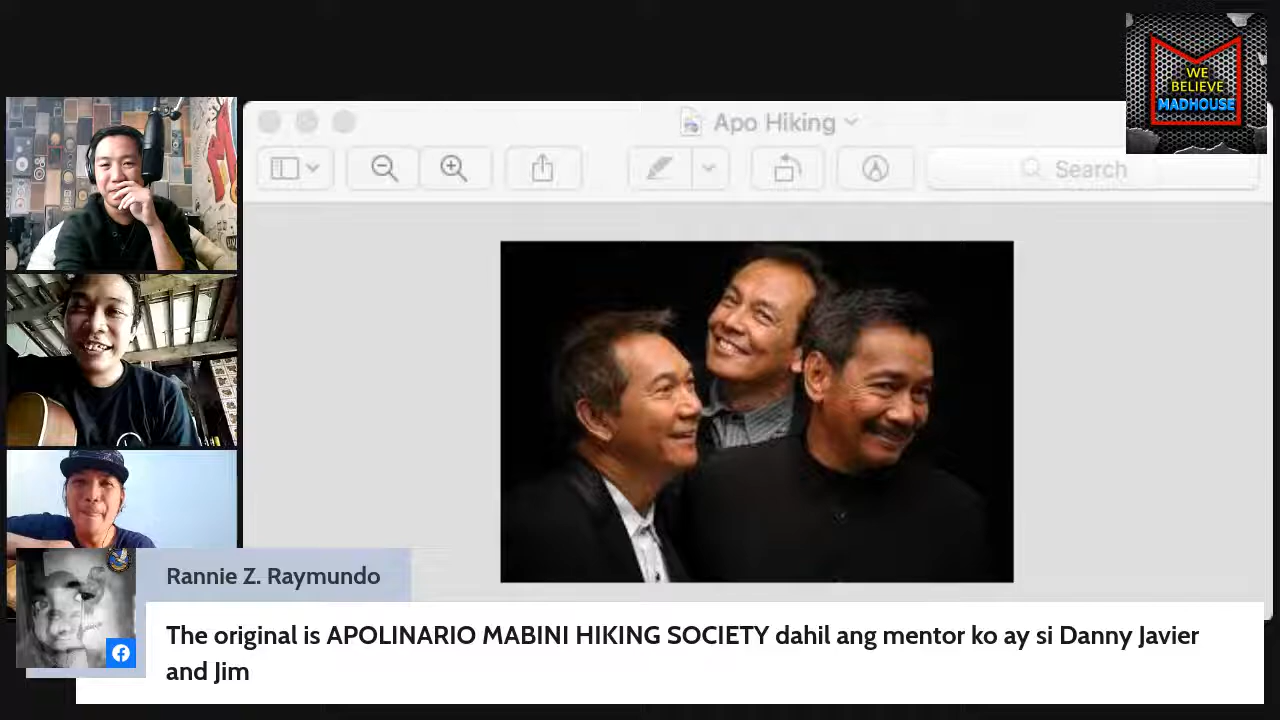 WE
BELIEVE
MADHOUSE
Apo Hiking
Search
Rannie Z. Raymundo
The original is APOLINARIO MABINI HIKING SOCIETY dahil ang mentor ko ay si Danny Javier
and Jim